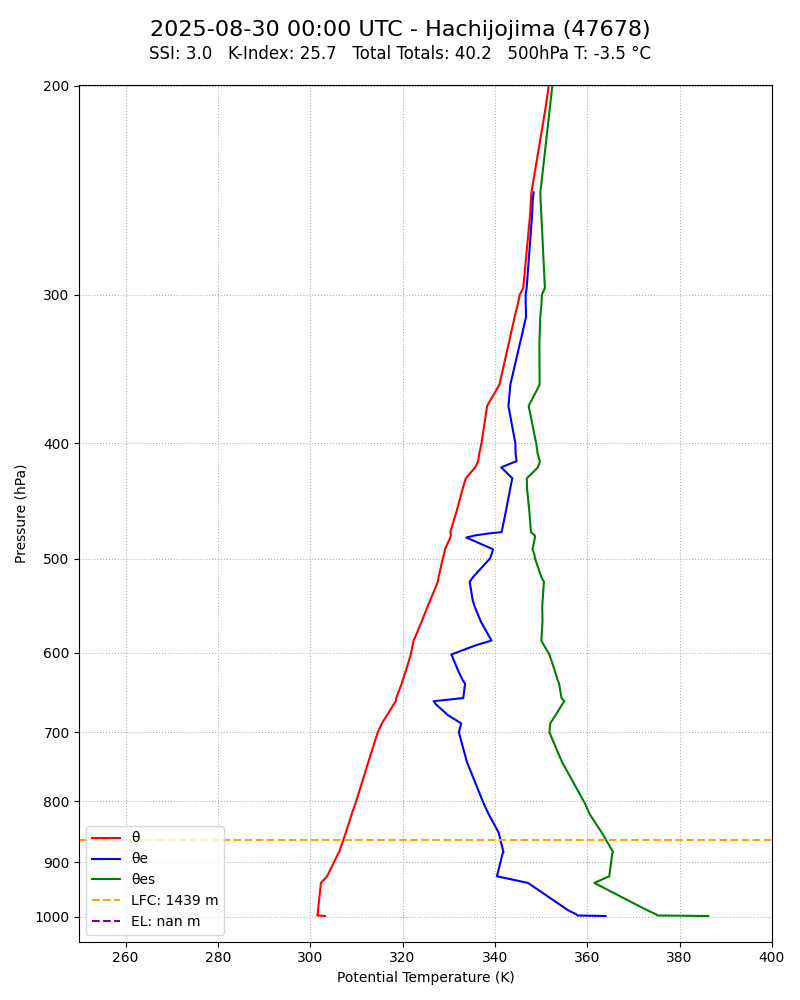 2025-08-30 00:00 UTC - Hachijojima (47678)
SSI: 3.0   K-Index: 25.7   Total Totals: 40.2   500hPa T: -3.5 °C
200
300
400
500
600
700
800
900
1000
Pressure (hPa)
θ
θe
θes
LFC: 1439 m
EL: nan m
260
280
300
320
340
360
380
400
Potential Temperature (K)